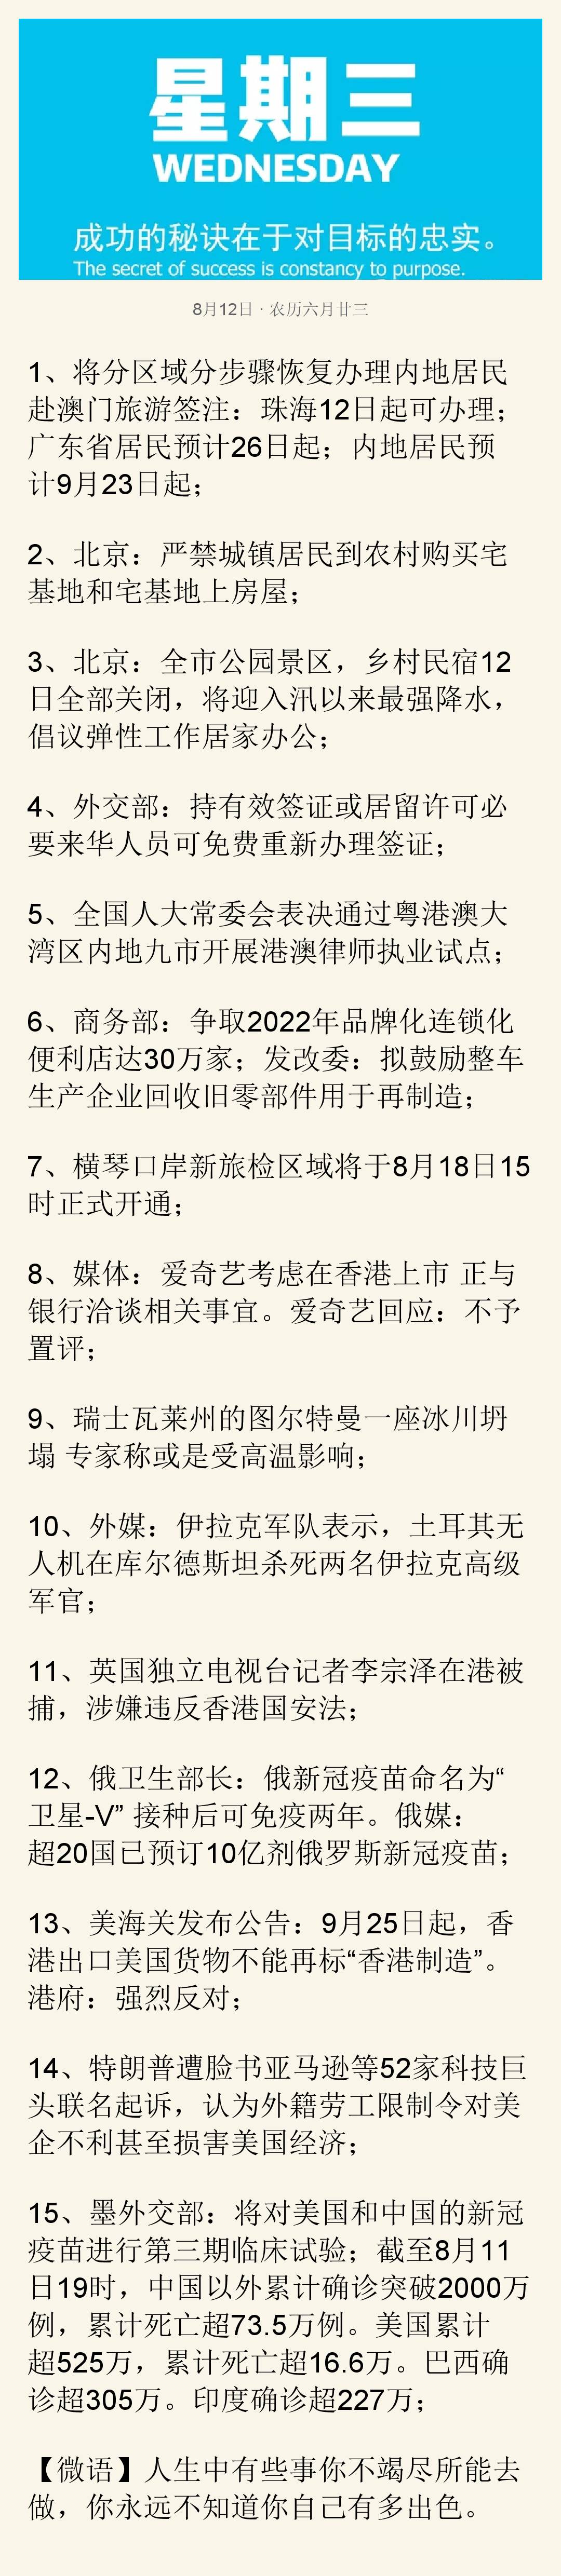 星期三
WEDNESDAY
成功的秘诀在于对目标的忠实。
The secret of success is constancy to purpose.
8月12日 · 农历六月廿三
1、将分区域分步骤恢复办理内地居民
赴澳门旅游签注：珠海12日起可办理；
广东省居民预计26日起；内地居民预
计9月23日起；
2、北京：严禁城镇居民到农村购买宅
基地和宅基地上房屋；
3、北京：全市公园景区，乡村民宿12
日全部关闭，将迎入汛以来最强降水，
倡议弹性工作居家办公；
4、外交部：持有效签证或居留许可必
要来华人员可免费重新办理签证；
5、全国人大常委会表决通过粤港澳大
湾区内地九市开展港澳律师执业试点；
6、商务部：争取2022年品牌化连锁化
便利店达30万家；发改委：拟鼓励整车
生产企业回收旧零部件用于再制造；
7、横琴口岸新旅检区域将于8月18日15
时正式开通；
8、媒体：爱奇艺考虑在香港上市 正与
银行洽谈相关事宜。爱奇艺回应：不予
置评；
9、瑞士瓦莱州的图尔特曼一座冰川坍
塌 专家称或是受高温影响；
10、外媒：伊拉克军队表示，土耳其无
人机在库尔德斯坦杀死两名伊拉克高级
军官；
11、英国独立电视台记者李宗泽在港被
捕，涉嫌违反香港国安法；
12、俄卫生部长：俄新冠疫苗命名为“
卫星-V” 接种后可免疫两年。俄媒：
超20国已预订10亿剂俄罗斯新冠疫苗；
13、美海关发布公告：9月25日起，香
港出口美国货物不能再标“香港制造”。
港府：强烈反对；
14、特朗普遭脸书亚马逊等52家科技巨
头联名起诉，认为外籍劳工限制令对美
企不利甚至损害美国经济；
15、墨外交部：将对美国和中国的新冠
疫苗进行第三期临床试验；截至8月11
日19时，中国以外累计确诊突破2000万
例，累计死亡超73.5万例。美国累计
超525万，累计死亡超16.6万。巴西确
诊超305万。印度确诊超227万；
【微语】人生中有些事你不竭尽所能去
做，你永远不知道你自己有多出色。